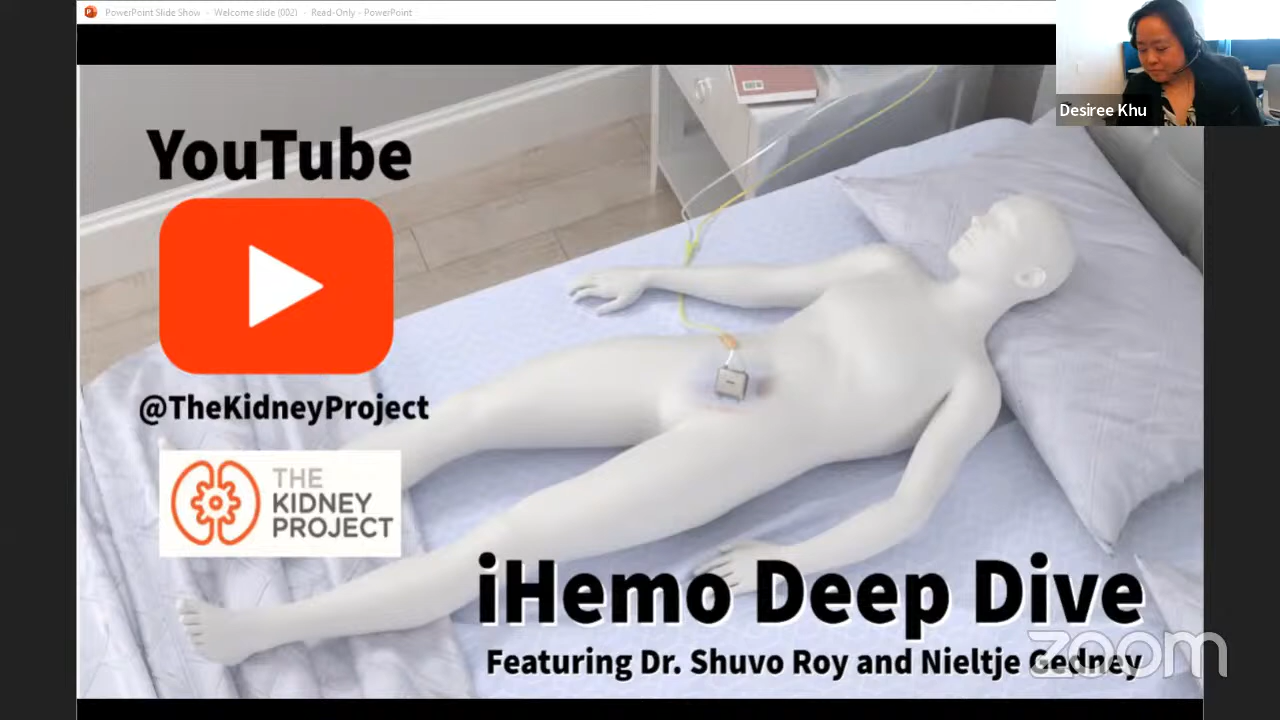 PowerPoint Slide Show - Welcome slide (002) - Read-Only - PowerPoint
Desiree Khu
YouTube
@TheKidneyProject
THE
KIDNEY
PROJECT
iHemo Deep Dive
Featuring Dr. Shuvo Roy and Nieltje Gedney
zoom